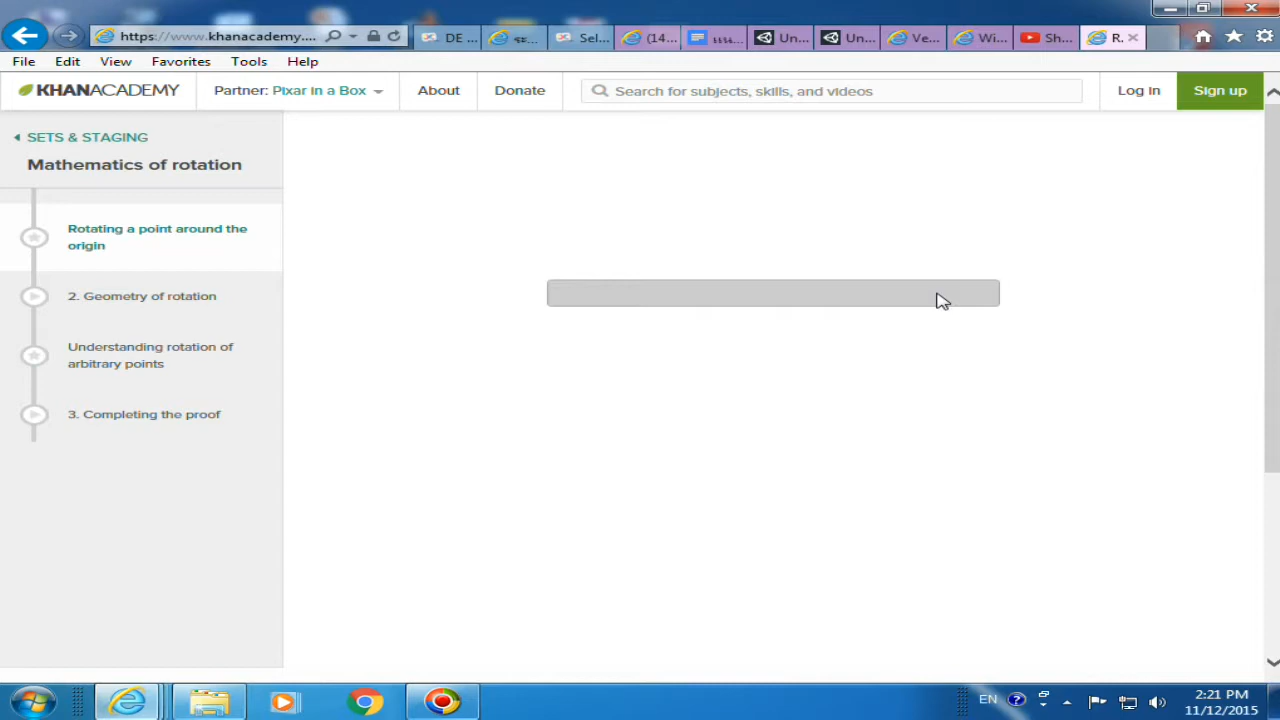 https://www.khanacademy....
DE ...
Sel...
(14...
Un...
Un...
Ve...
Wi...
Sh...
R.
File Edit View Favorites Tools Help
KHANACADEMY
Partner: Pixar in a Box
About
Donate
Search for subjects, skills, and videos
Log in
Sign up
SETS & STAGING
Mathematics of rotation
Rotating a point around the
origin
2. Geometry of rotation
Understanding rotation of
arbitrary points
3. Completing the proof
EN
2:21 PM
11/12/2015